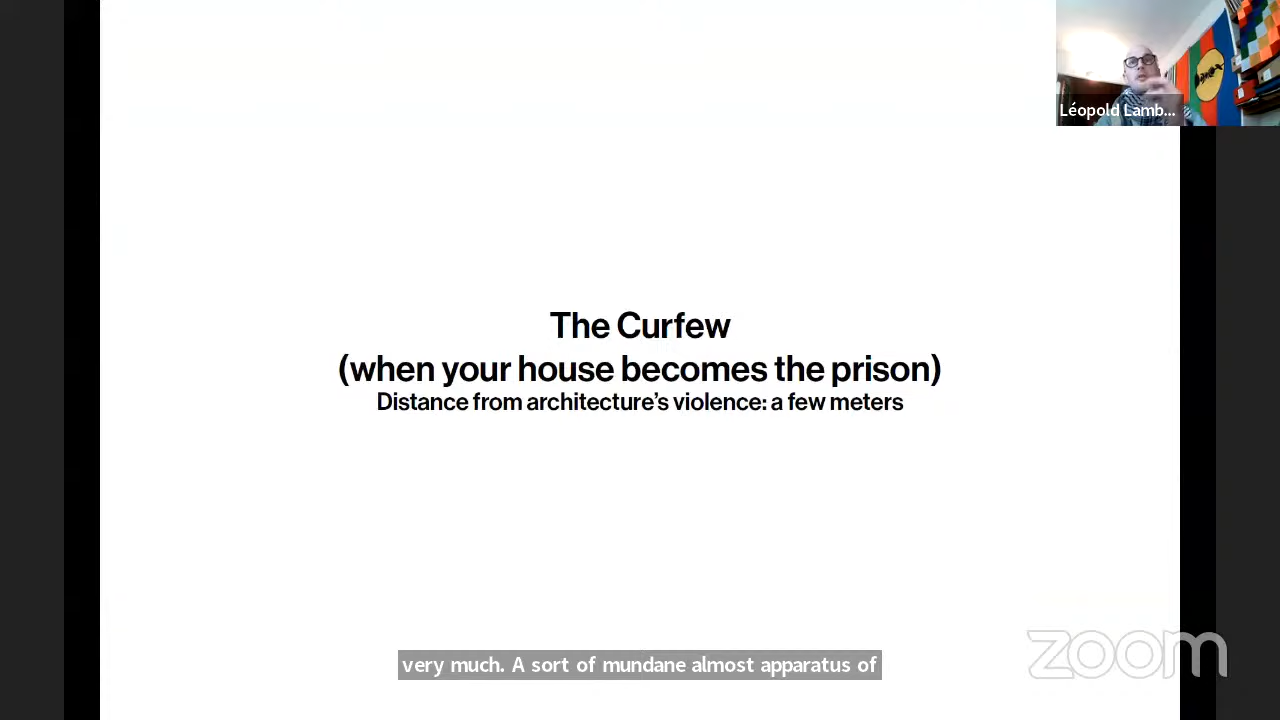 Léopold Lamb...
The Curfew
(when your house becomes the prison)
Distance from architecture's violence: a few meters
very much. A sort of mundane almost apparatus of
zoom